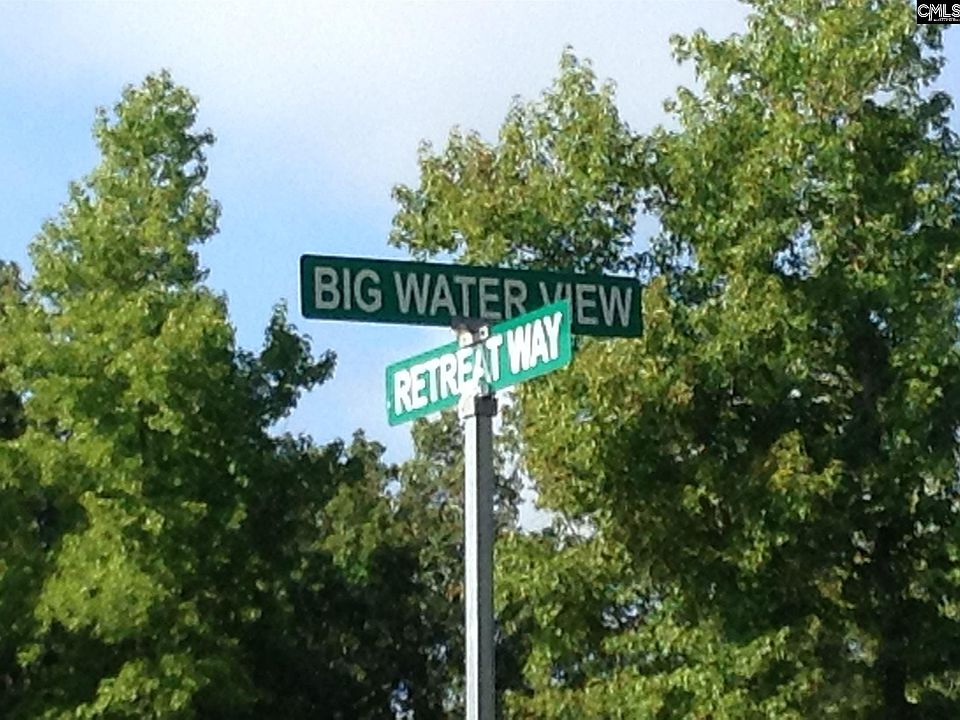 CMLS
BIG WATER VIEW
RETREAT WAY